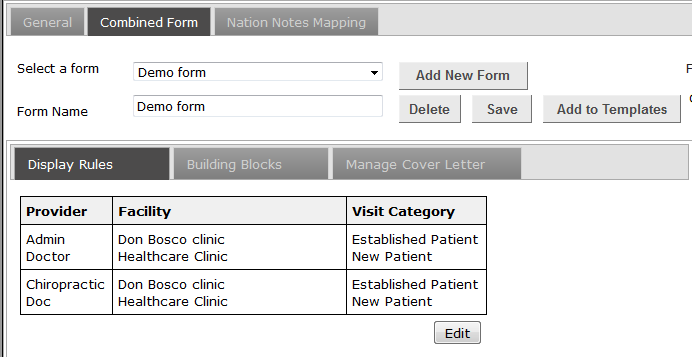 General Combined Form Nation Notes Mapping
Select a form Demo form Add New Form F
Form Name Demo form Delete Save Add to Templates
Display Rules Building Blocks Manage Cover Letter
Provider Facility Visit Category
Admin Don Bosco clinic Established Patient
Doctor Healthcare Clinic New Patient
Chiropractic Don Bosco clinic Established Patient
Doc Healthcare Clinic New Patient
Edit